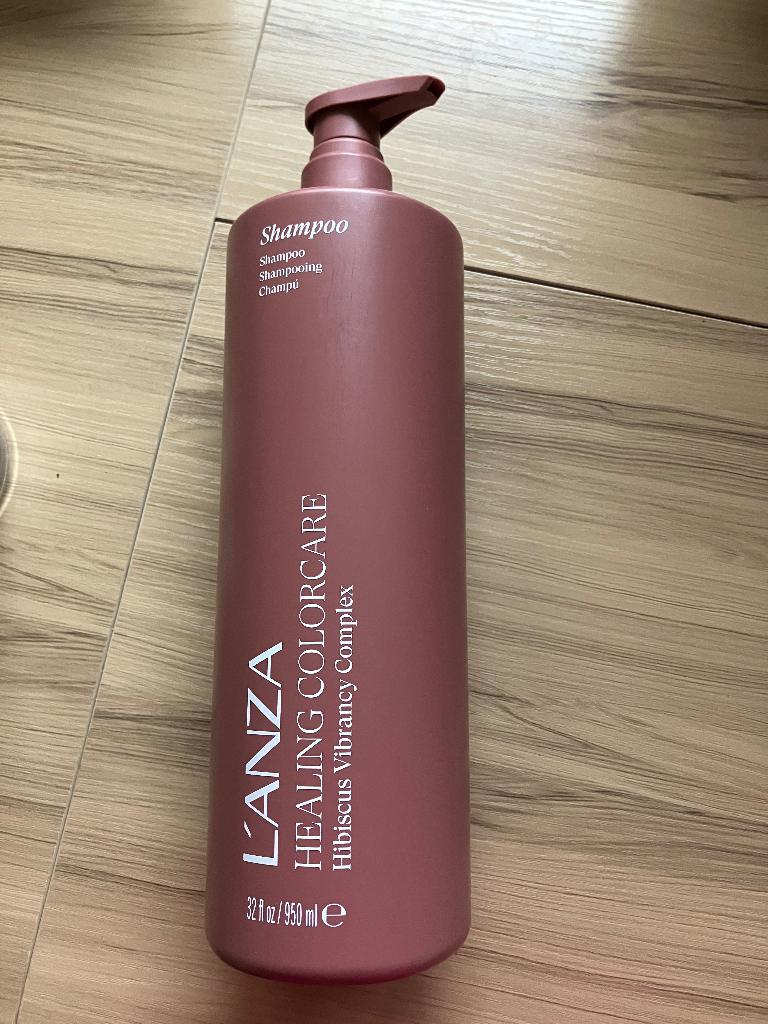 Shampoo
Shampoo
Shampooing
Champú
L'ANZA
HEALING COLORCARE
Hibiscus Vibrancy Complex
32 fl oz / 950 ml ℮